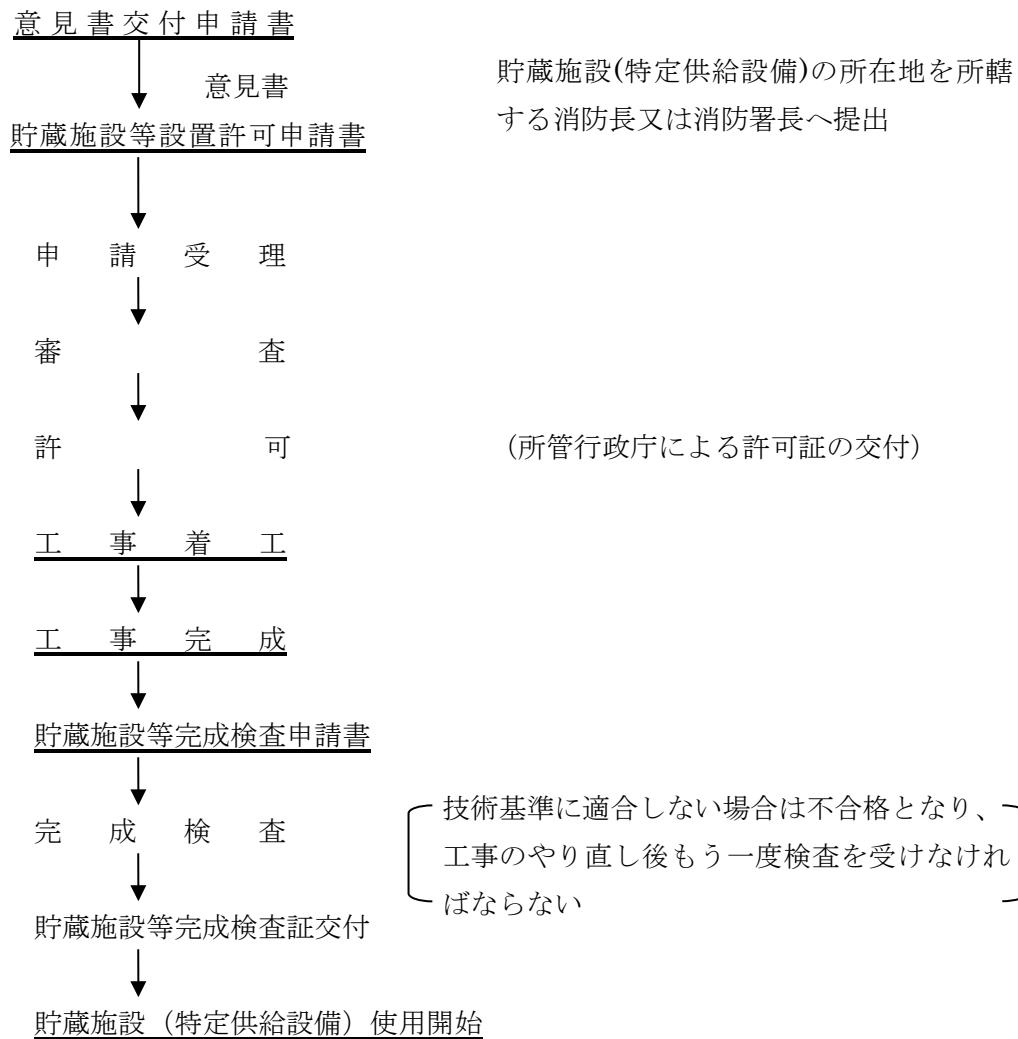 意見書交付申請書
意見書
貯蔵施設(特定供給設備)の所在地を所轄
する消防長又は消防署長へ提出
貯蔵施設等設置許可申請書
申請受理
審査
許可
（所管行政庁による許可証の交付）
工事着工
工事完成
貯蔵施設等完成検査申請書
完成検査
技術基準に適合しない場合は不合格となり、
工事のやり直し後もう一度検査を受けなけれ
ばならない
貯蔵施設等完成検査証交付
貯蔵施設（特定供給設備）使用開始